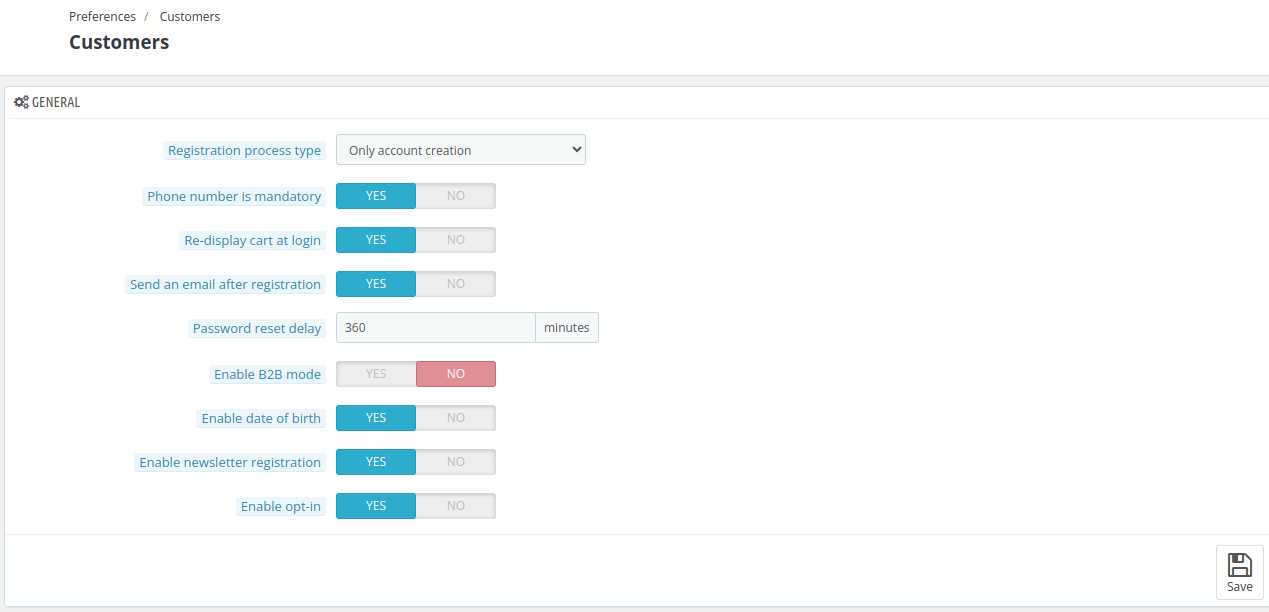 Preferences / Customers
Customers
GENERAL
Registration process type Only account creation
Phone number is mandatory YES NO
Re-display cart at login YES NO
Send an email after registration YES NO
Password reset delay 360 minutes
Enable B2B mode YES NO
Enable date of birth YES NO
Enable newsletter registration YES NO
Enable opt-in YES NO
Save